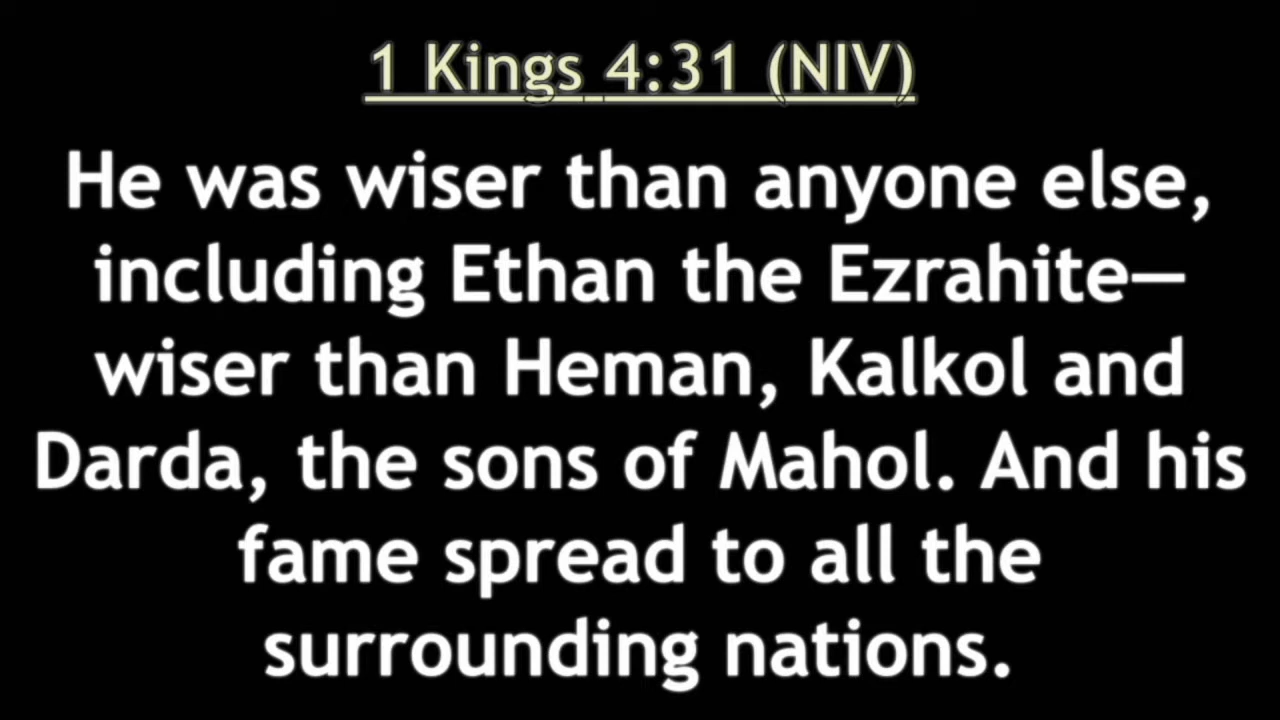 1 Kings 4:31 (NIV)
He was wiser than anyone else,
including Ethan the Ezrahite—
wiser than Heman, Kalkol and
Darda, the sons of Mahol. And his
fame spread to all the
surrounding nations.